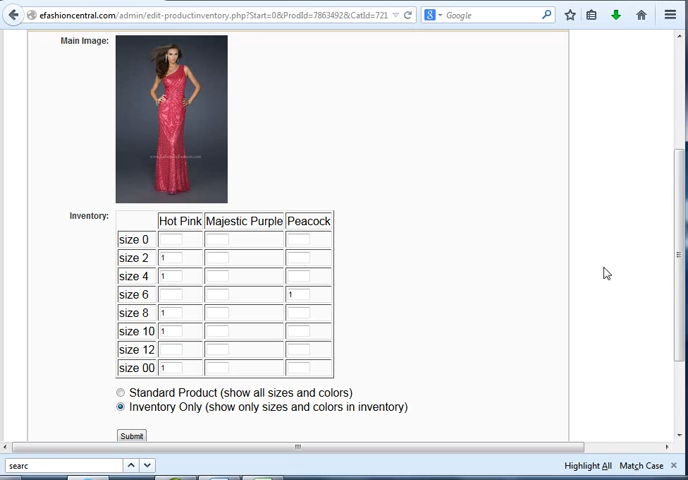 efashioncentral.com/admin/edit-productinventory.php?Start=0&ProdId=7863492&CatId=721
Google
Main Image:
Inventory:
Hot Pink Majestic Purple Peacock
size 0
size 2 1
size 4 1
size 6 1
size 8 1
size 10 1
size 12
size 00 1
Standard Product (show all sizes and colors)
Inventory Only (show only sizes and colors in inventory)
Submit
searc
Highlight All Match Case